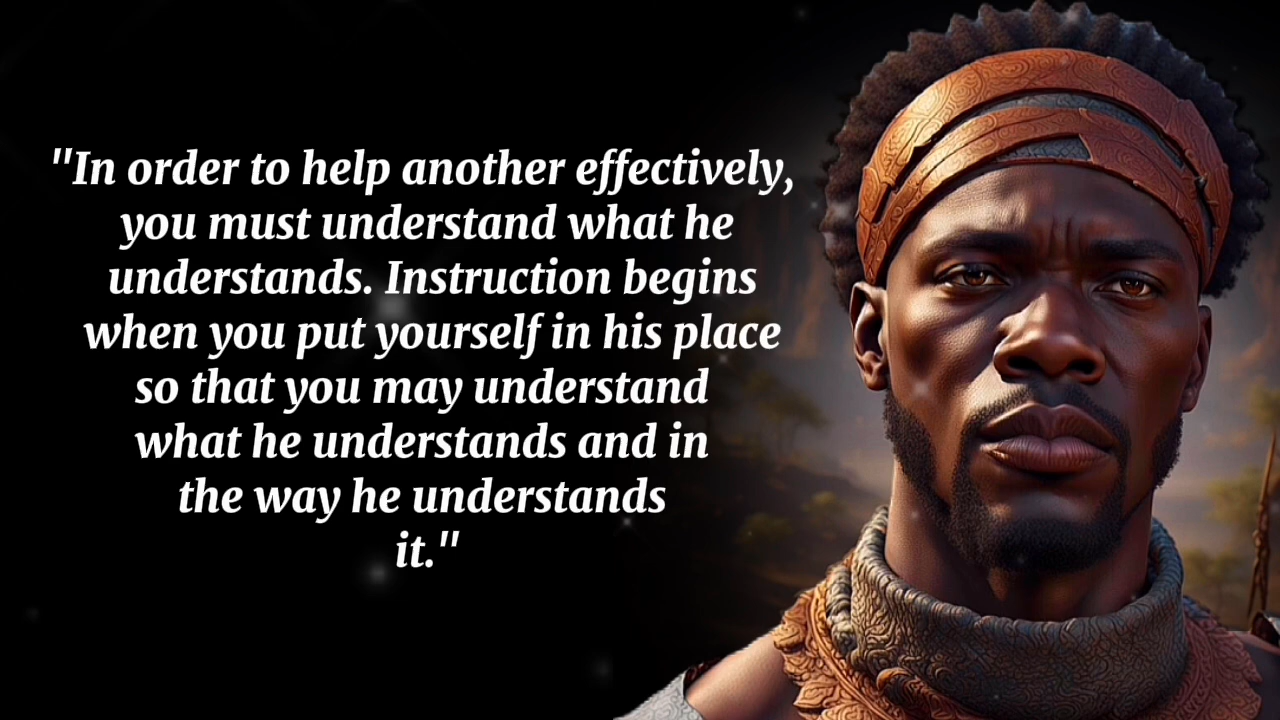 "In order to help another effectively,
you must understand what he
understands. Instruction begins
when you put yourself in his place
so that you may understand
what he understands and in
the way he understands
it."